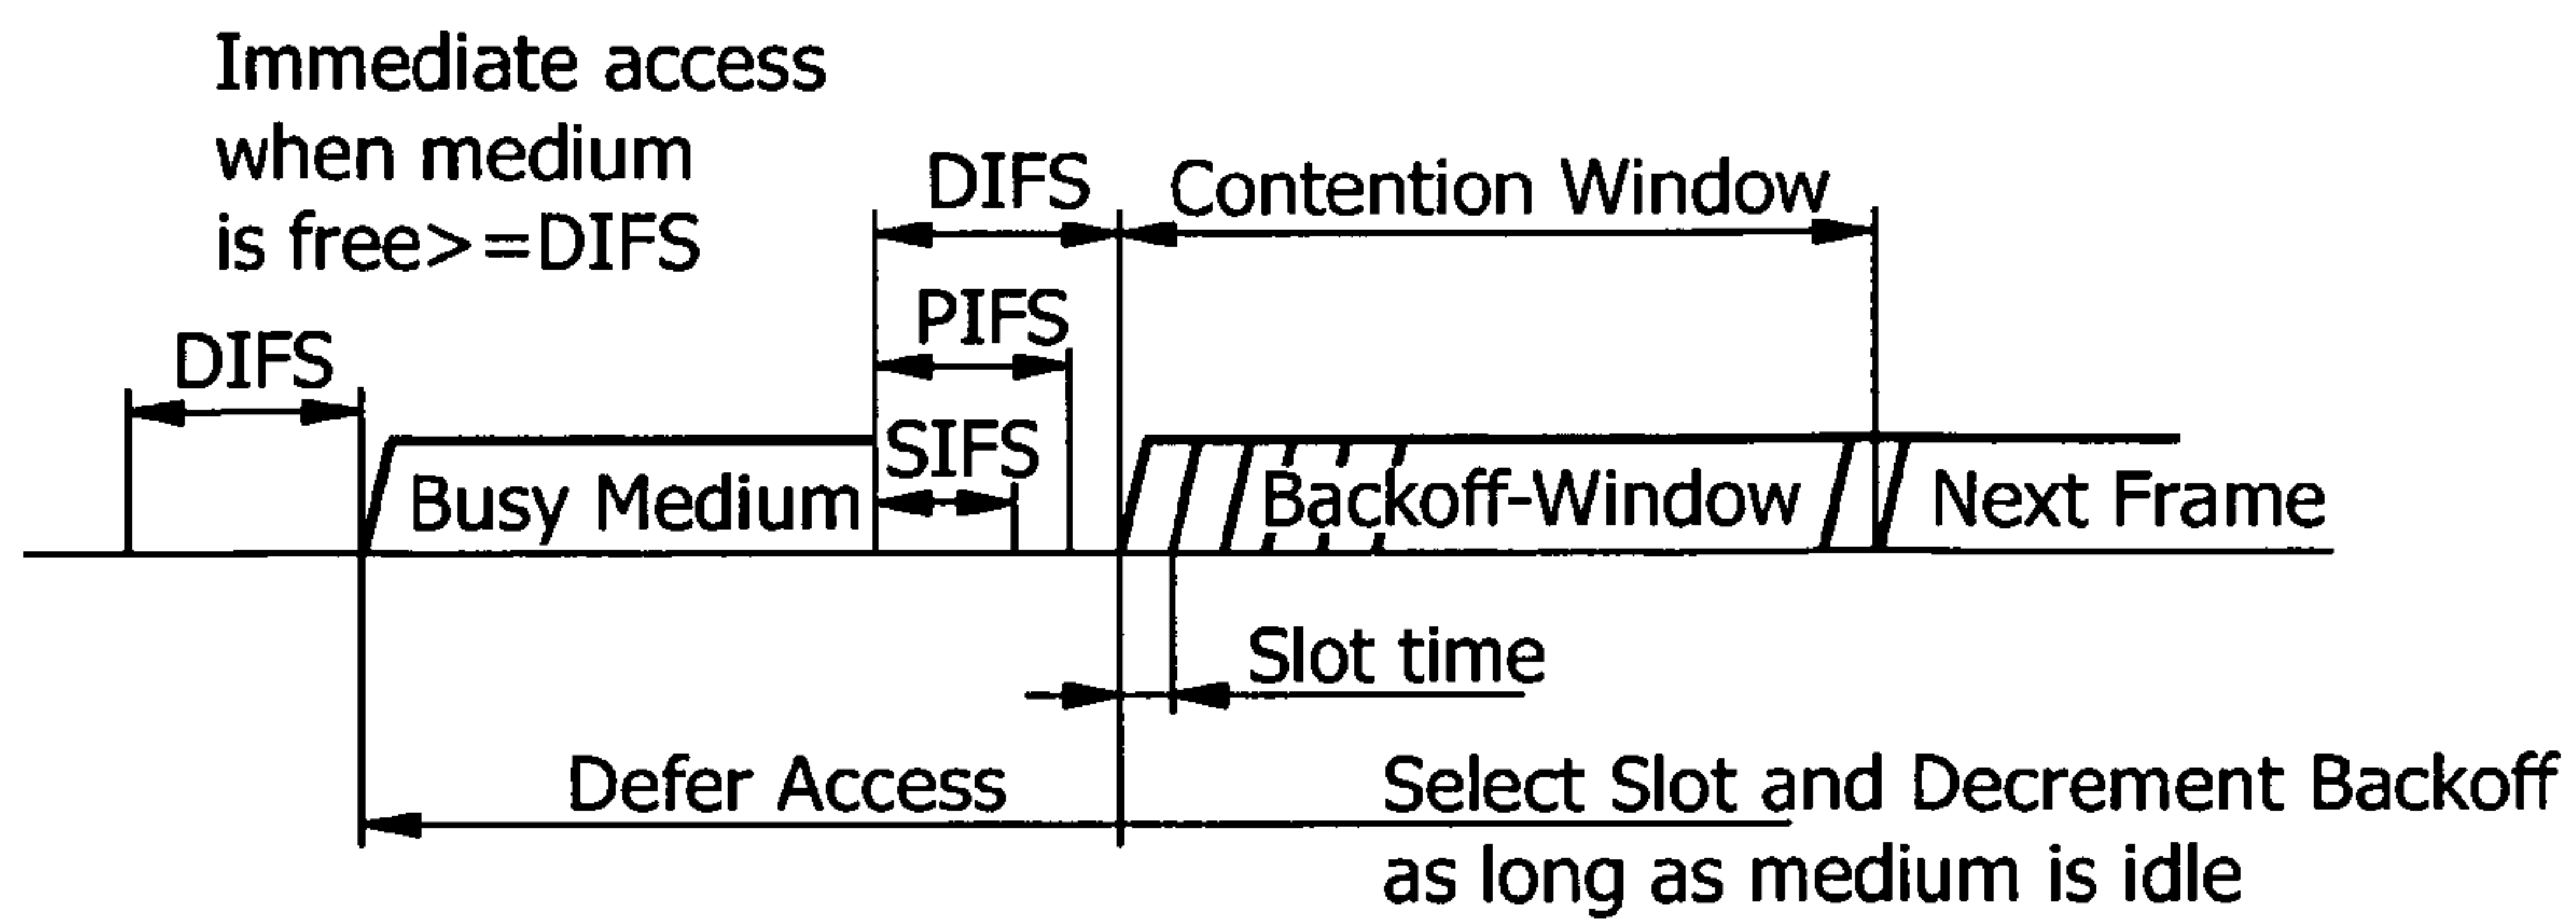 Immediate access
when medium
is free>=DIFS
DIFS
DIFS
Contention Window
PIFS
SIFS
Busy Medium
Backoff-Window
Next Frame
Slot time
Defer Access
Select Slot and Decrement Backoff
as long as medium is idle